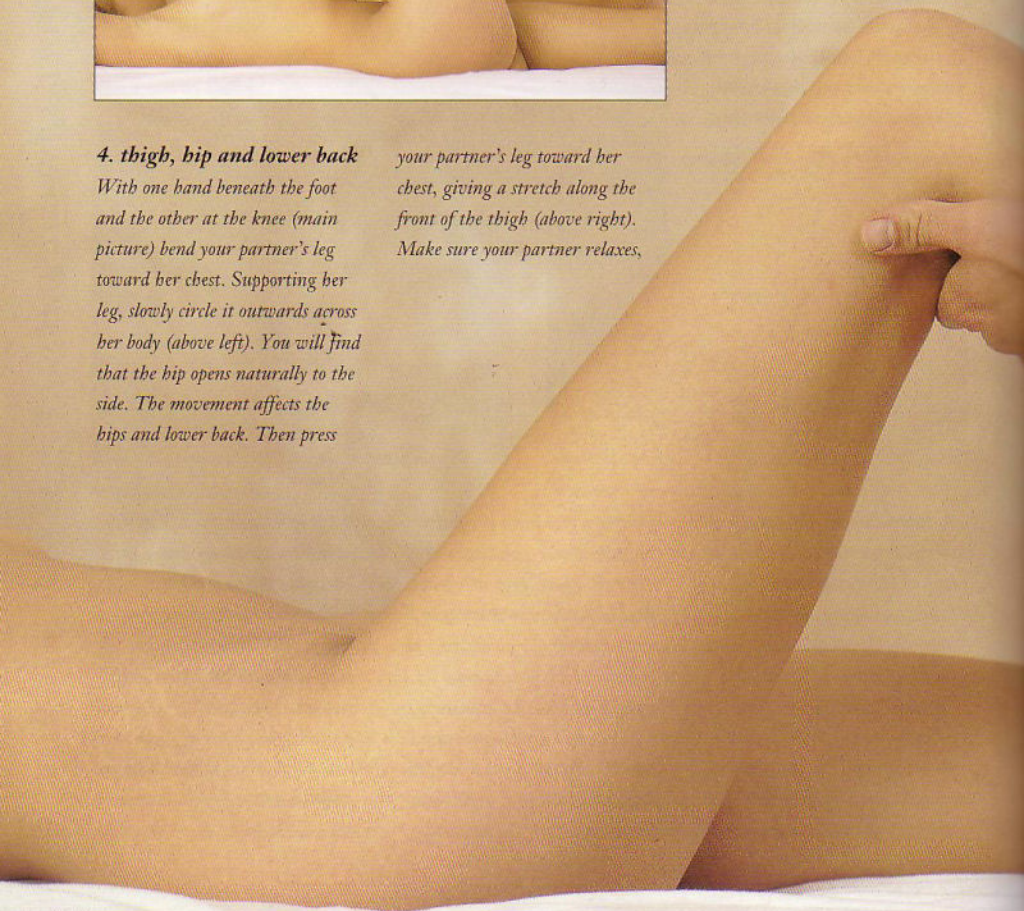 4. thigh, hip and lower back
With one hand beneath the foot
and the other at the knee (main
picture) bend your partner's leg
toward her chest. Supporting her
leg, slowly circle it outwards across
her body (above left). You will find
that the hip opens naturally to the
side. The movement affects the
hips and lower back. Then press
your partner's leg toward her
chest, giving a stretch along the
front of the thigh (above right).
Make sure your partner relaxes,